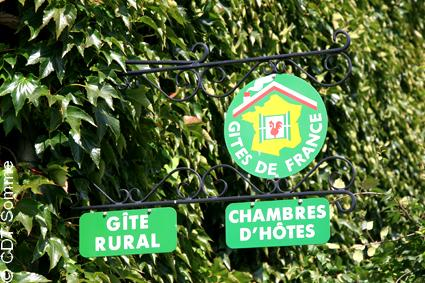 GITES DE FRANCE
GÎTE
RURAL
CHAMBRES
D'HÔTES
© CDT Somme